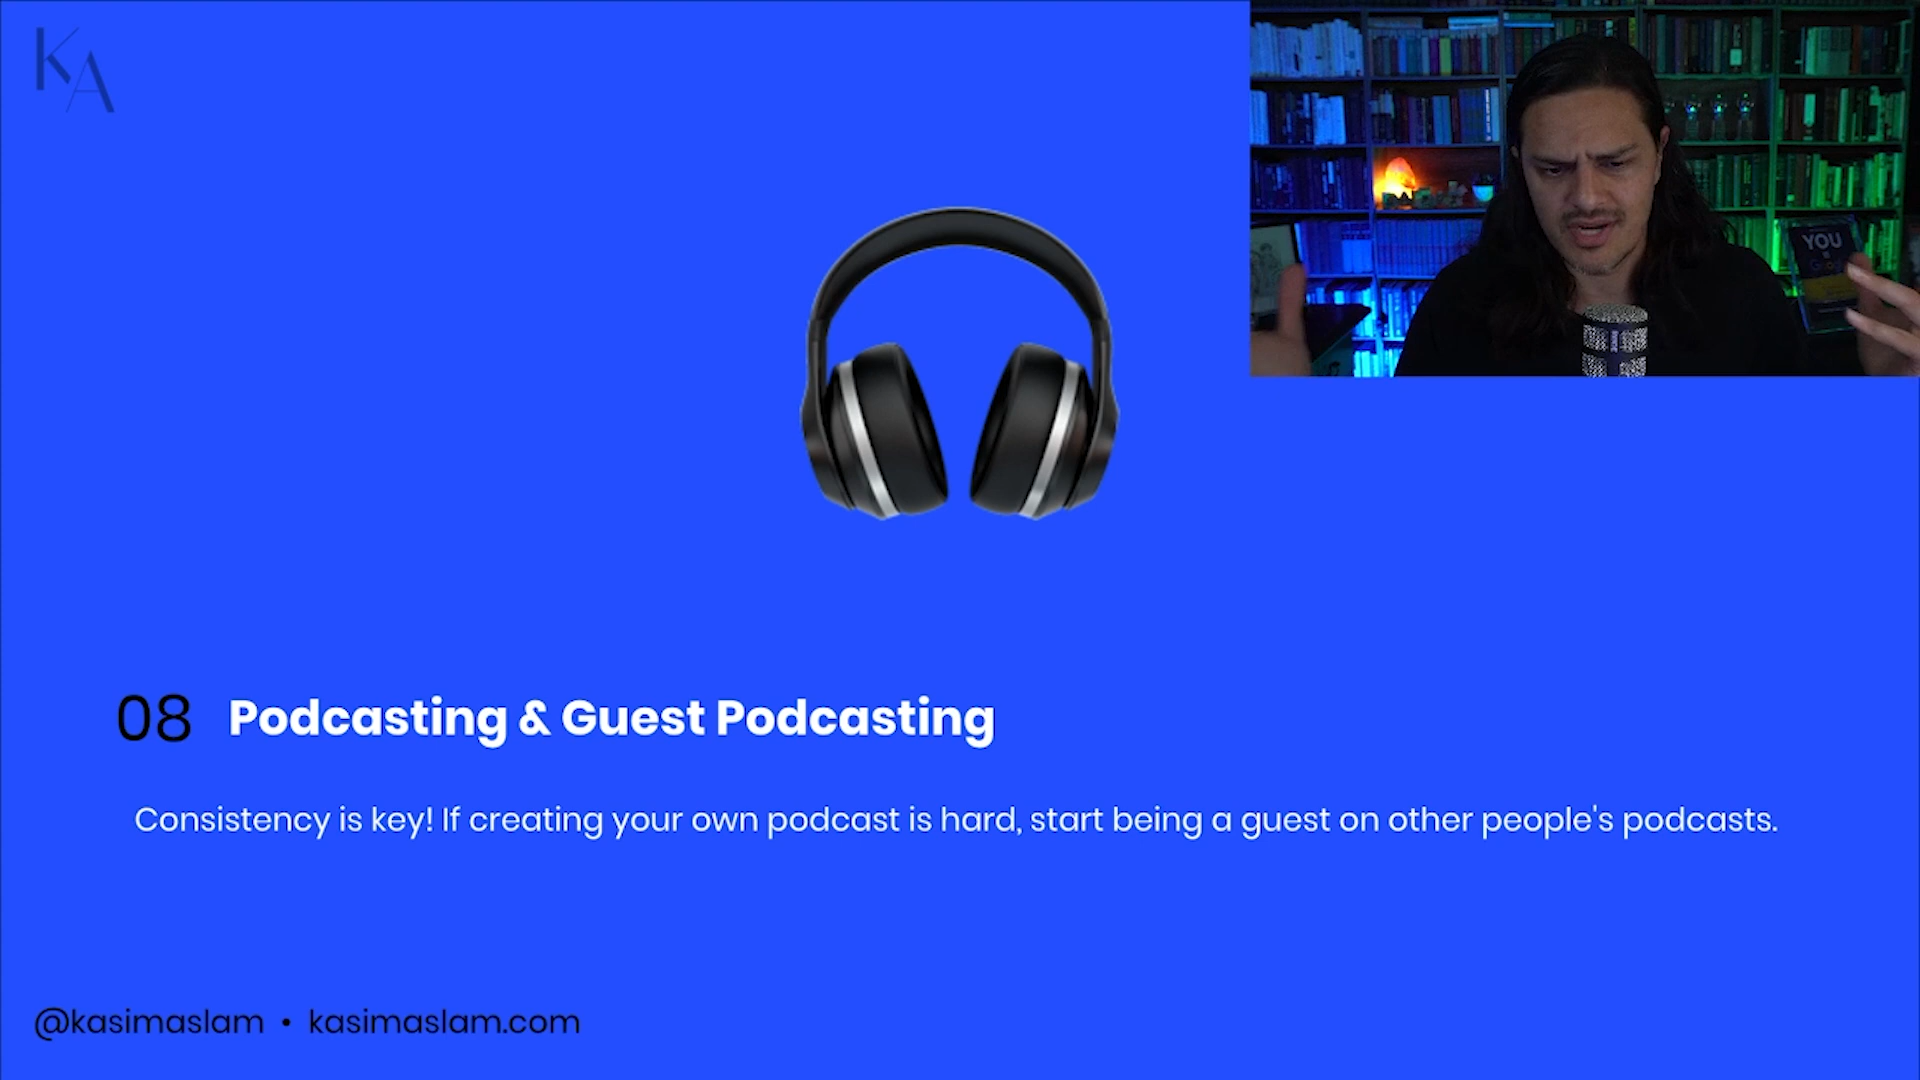 KA
YOU
08 Podcasting & Guest Podcasting
Consistency is key! If creating your own podcast is hard, start being a guest on other people's podcasts.
@kasimaslam • kasimaslam.com